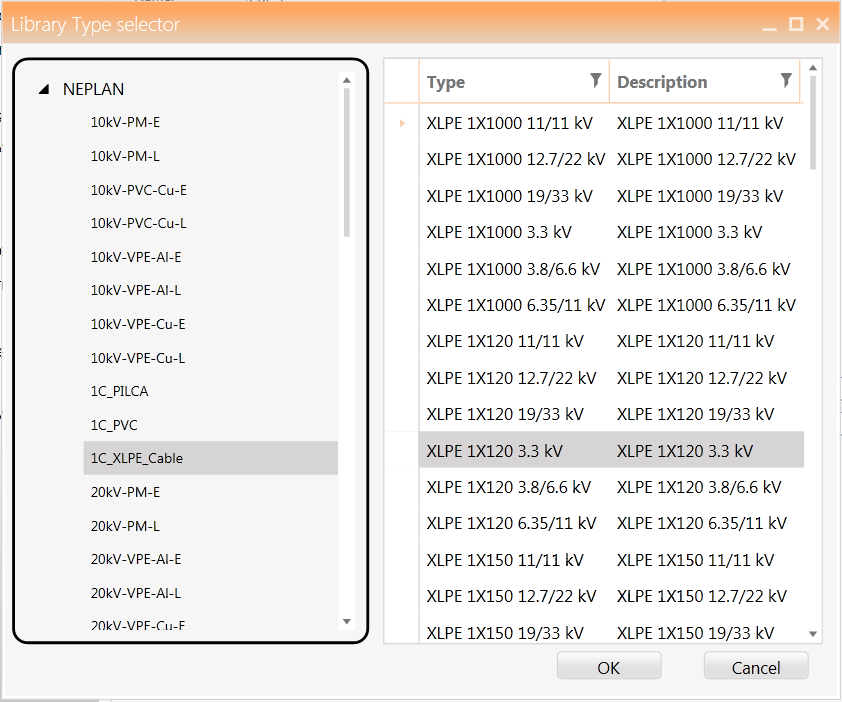 Library Type selector
NEPLAN
10kV-PM-E
10kV-PM-L
10kV-PVC-Cu-E
10kV-PVC-Cu-L
10kV-VPE-Al-E
10kV-VPE-Al-L
10kV-VPE-Cu-E
10kV-VPE-Cu-L
1C_PILCA
1C_PVC
1C_XLPE_Cable
20kV-PM-E
20kV-PM-L
20kV-VPE-Al-E
20kV-VPE-Al-L
20kV-VPE-Cu-E
Type Description
XLPE 1X1000 11/11 kV XLPE 1X1000 11/11 kV
XLPE 1X1000 12.7/22 kV XLPE 1X1000 12.7/22 kV
XLPE 1X1000 19/33 kV XLPE 1X1000 19/33 kV
XLPE 1X1000 3.3 kV XLPE 1X1000 3.3 kV
XLPE 1X1000 3.8/6.6 kV XLPE 1X1000 3.8/6.6 kV
XLPE 1X1000 6.35/11 kV XLPE 1X1000 6.35/11 kV
XLPE 1X120 11/11 kV XLPE 1X120 11/11 kV
XLPE 1X120 12.7/22 kV XLPE 1X120 12.7/22 kV
XLPE 1X120 19/33 kV XLPE 1X120 19/33 kV
XLPE 1X120 3.3 kV XLPE 1X120 3.3 kV
XLPE 1X120 3.8/6.6 kV XLPE 1X120 3.8/6.6 kV
XLPE 1X120 6.35/11 kV XLPE 1X120 6.35/11 kV
XLPE 1X150 11/11 kV XLPE 1X150 11/11 kV
XLPE 1X150 12.7/22 kV XLPE 1X150 12.7/22 kV
XLPE 1X150 19/33 kV XLPE 1X150 19/33 kV
OK Cancel